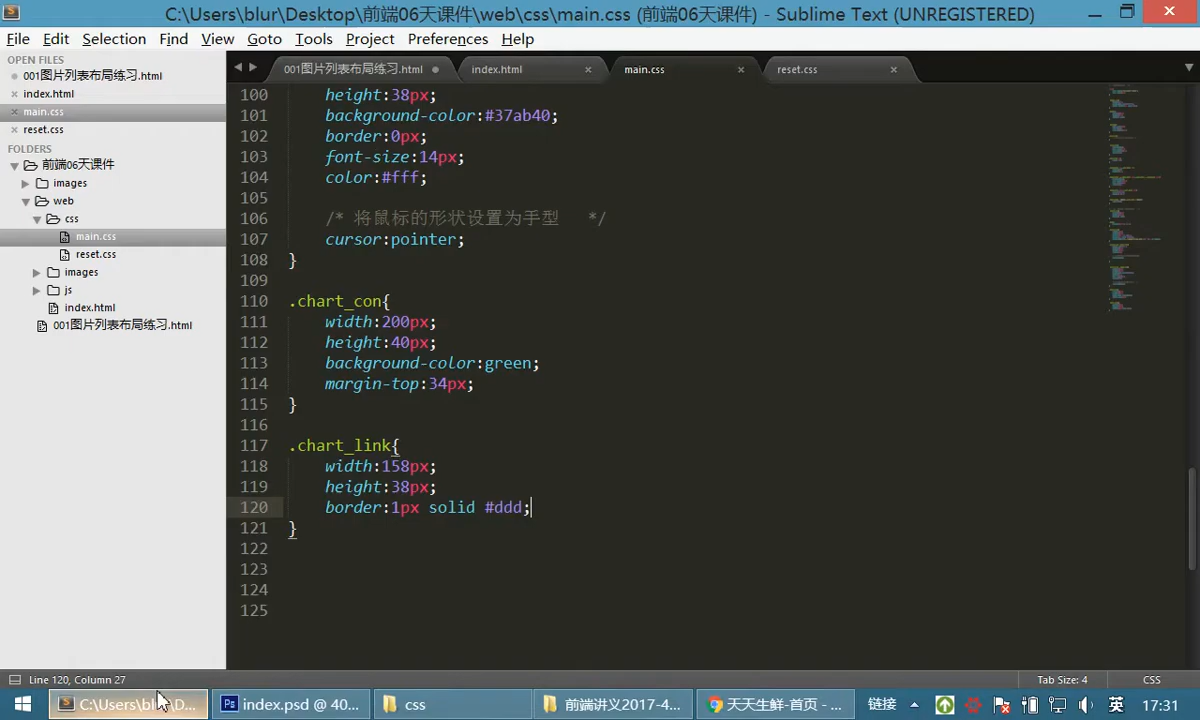 C:\Users\blur\Desktop\前端06天课件\web\css\main.css (前端06天课件) - Sublime Text (UNREGISTERED)
File Edit Selection Find View Goto Tools Project Preferences Help
OPEN FILES
001图片列表布局练习.html
index.html
main.css
reset.css
FOLDERS
前端06天课件
images
web
css
main.css
reset.css
images
js
index.html
001图片列表布局练习.html
001图片列表布局练习.html index.html main.css reset.css
100 height:38px;
101 background-color:#37ab40;
102 border:0px;
103 font-size:14px;
104 color:#fff;
105
106 /* 将鼠标的形状设置为手型 */
107 cursor:pointer;
108 }
109
110 .chart_con{
111 width:200px;
112 height:40px;
113 background-color:green;
114 margin-top:34px;
115 }
116
117 .chart_link{
118 width:158px;
119 height:38px;
120 border:1px solid #ddd;
121 }
122
123
124
125
Line 120, Column 27 Tab Size: 4 CSS
C:\Users\blur\D... index.psd @ 40... css 前端讲义2017-4... 天天生鲜-首页 - ... 链接 英 17:31